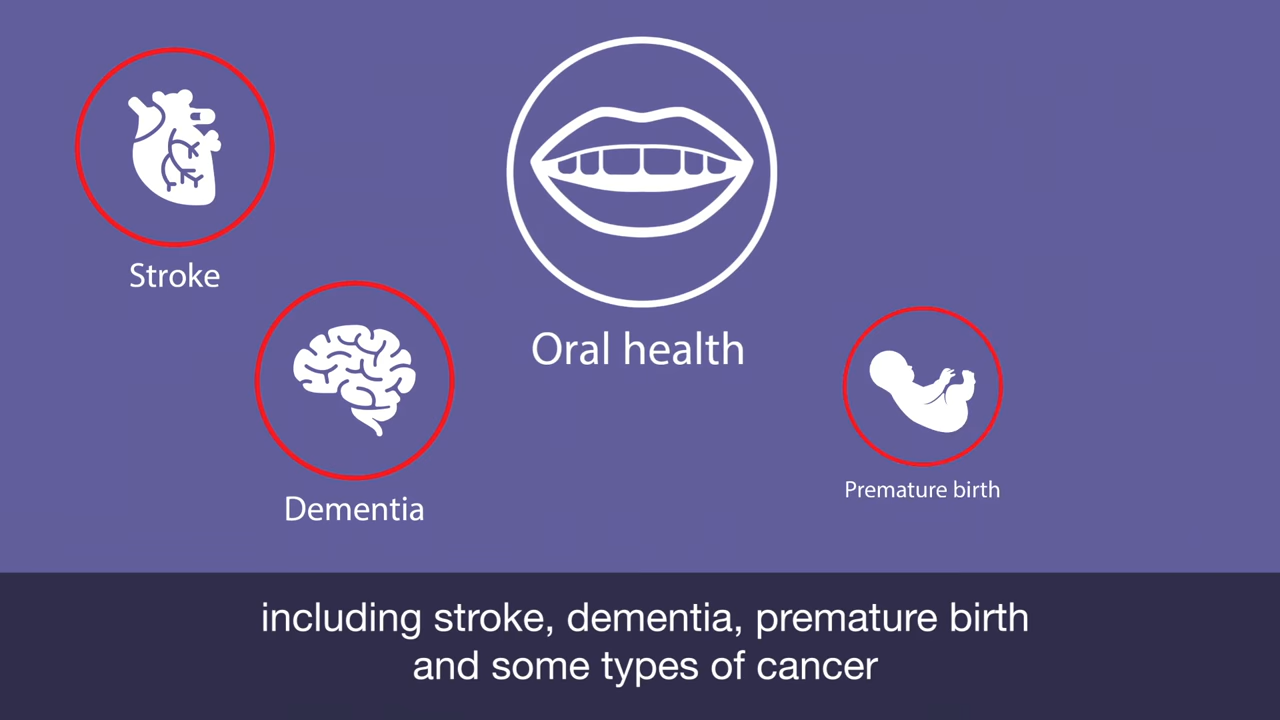 Stroke
Oral health
Dementia
Premature birth
including stroke, dementia, premature birth
and some types of cancer